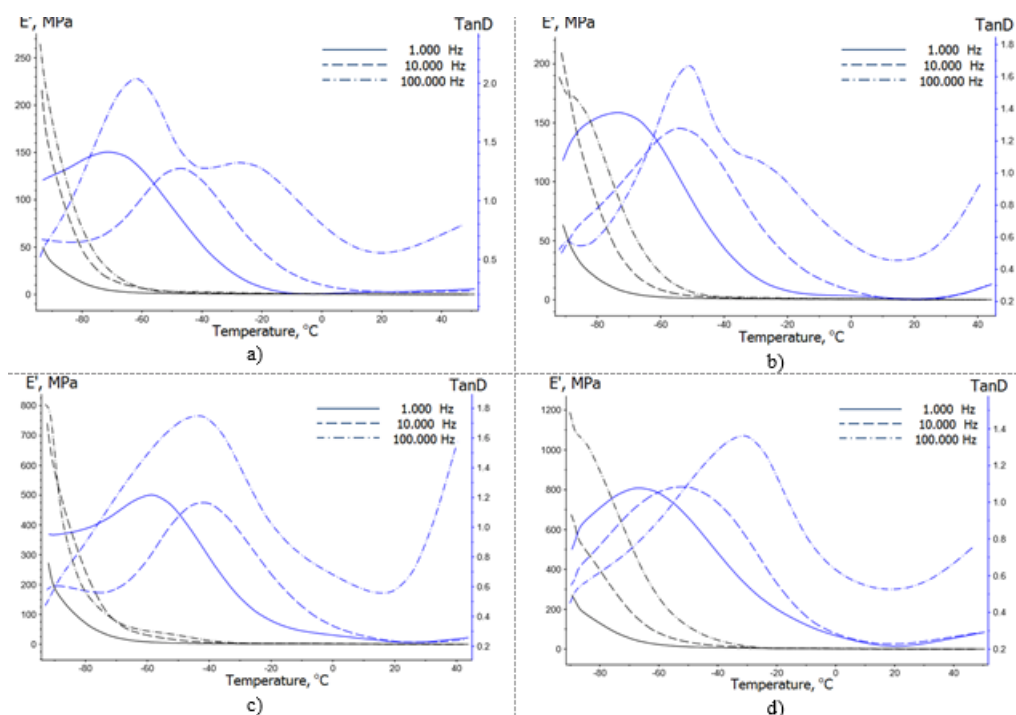 E', MPa TanD
1.000 Hz
10.000 Hz
100.000 Hz
250
200
150
100
50
0
2.0
1.5
1.0
0.5
-80 -60 -40 -20 0 20 40
Temperature, °C
a)
E', MPa TanD
1.000 Hz
10.000 Hz
100.000 Hz
200
150
100
50
0
1.8
1.6
1.4
1.2
1.0
0.8
0.6
0.4
0.2
-80 -60 -40 -20 0 20 40
Temperature, °C
b)
E', MPa TanD
1.000 Hz
10.000 Hz
100.000 Hz
800
700
600
500
400
300
200
100
0
1.8
1.6
1.4
1.2
1.0
0.8
0.6
0.4
0.2
-80 -60 -40 -20 0 20 40
Temperature, °C
c)
E', MPa TanD
1.000 Hz
10.000 Hz
100.000 Hz
1200
1000
800
600
400
200
0
1.4
1.2
1.0
0.8
0.6
0.4
0.2
-80 -60 -40 -20 0 20 40
Temperature, °C
d)